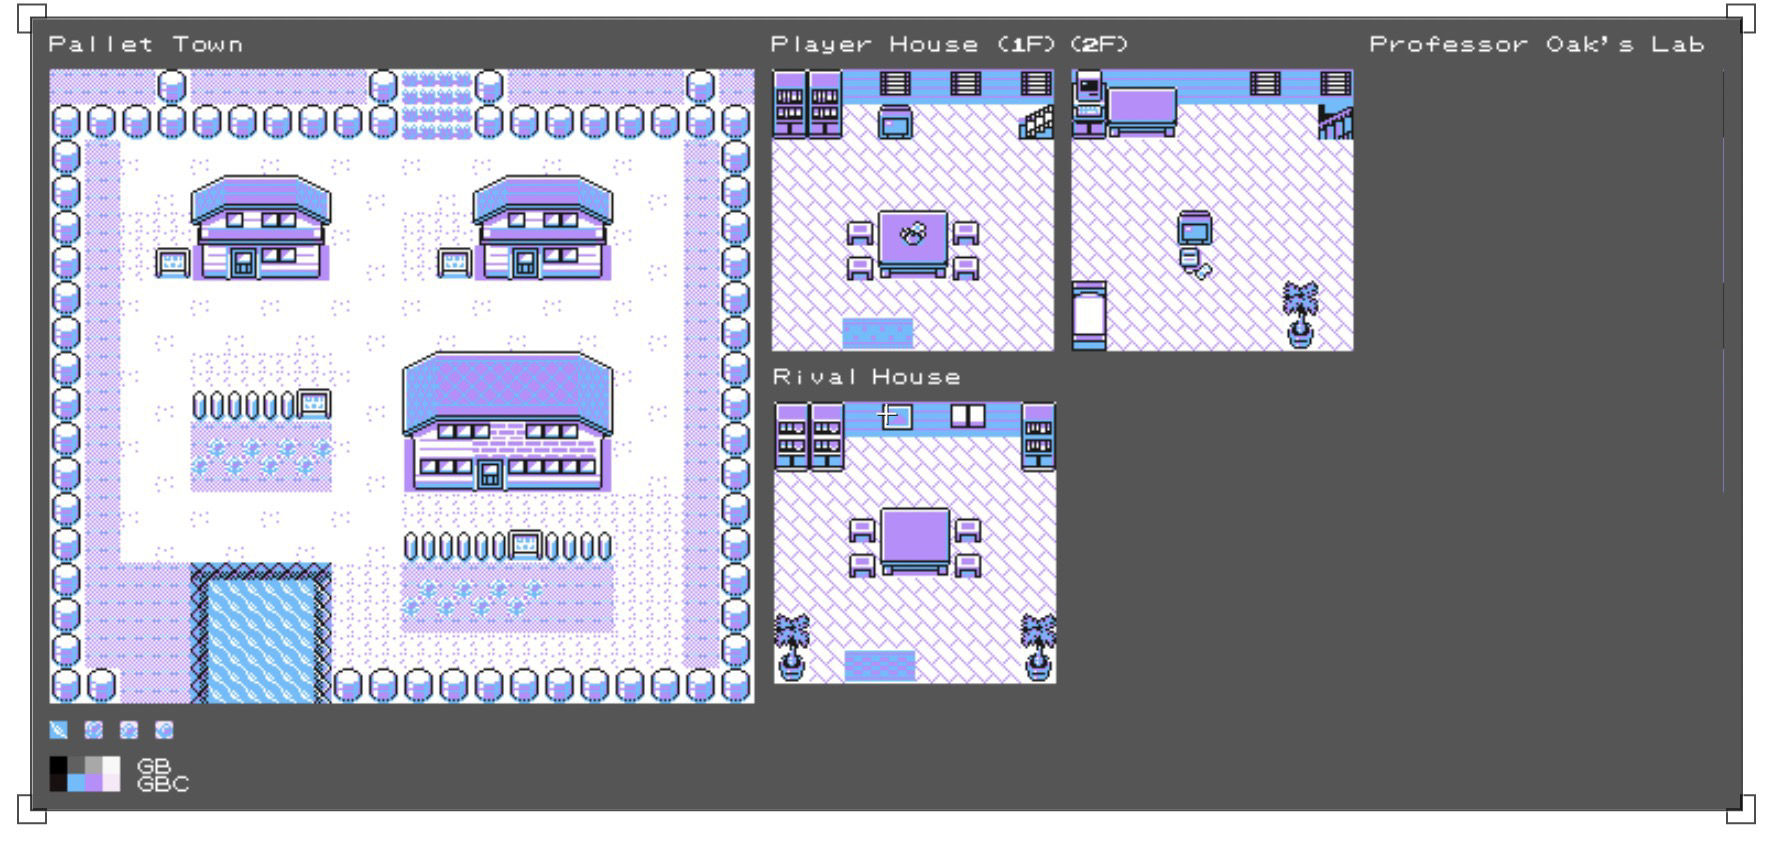 Pallet Town
Player House (1F) (2F)
Professor Oak's Lab
Rival House
GB
GBC